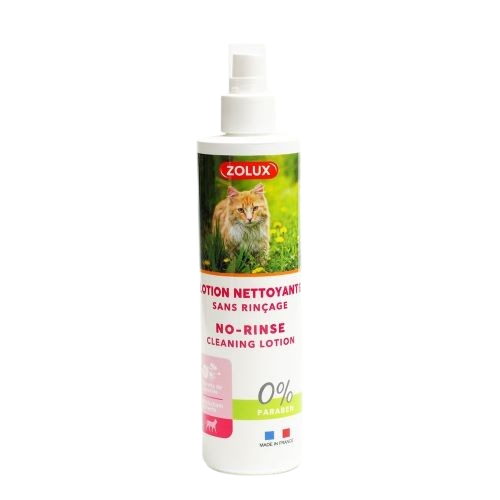 ZOLUX
LOTION NETTOYANTE
SANS RINÇAGE
NO-RINSE
CLEANING LOTION
0%
PARABEN
MADE IN FRANCE